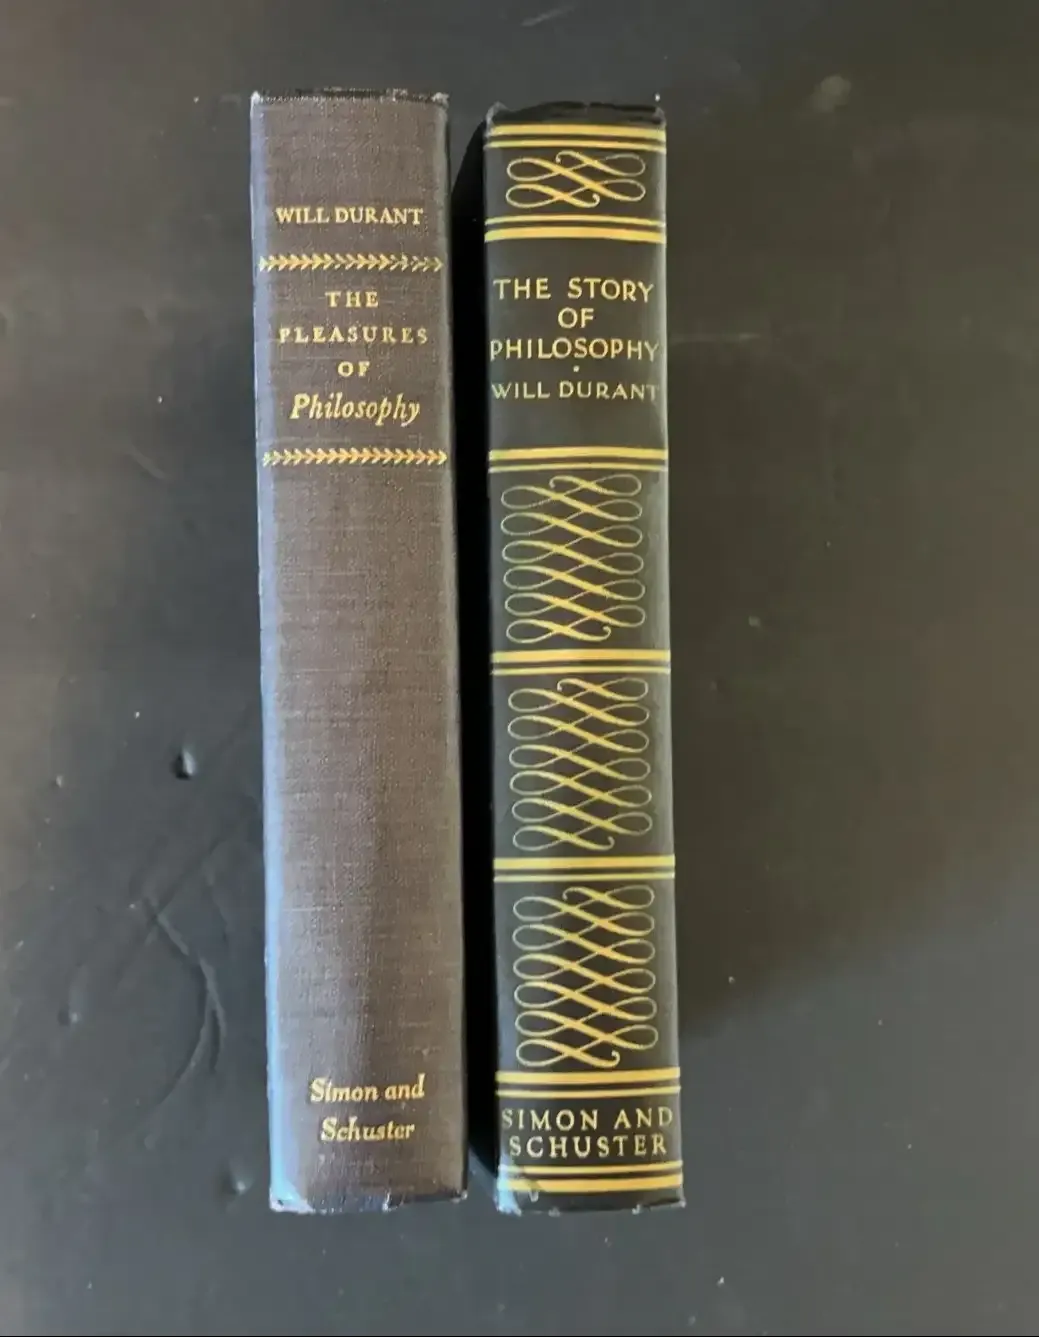 WILL DURANT
THE
PLEASURES
OF
Philosophy
Simon and
Schuster
THE STORY
OF
PHILOSOPHY
·
WILL DURANT
SIMON AND
SCHUSTER